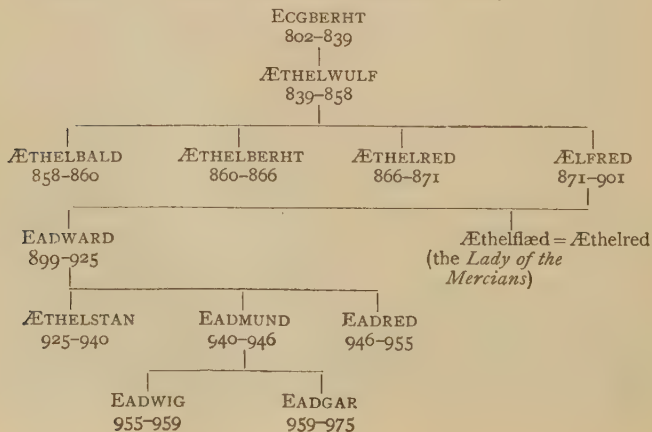 ECGBERHT
802–839
ÆTHELWULF
839–858
ÆTHELBALD ÆTHELBERHT ÆTHELRED ÆLFRED
858–860 860–866 866–871 871–901
EADWARD Æthelflæd = Æthelred
899–925 (the Lady of the
Mercians)
ÆTHELSTAN EADMUND EADRED
925–940 940–946 946–955
EADWIG EADGAR
955–959 959–975